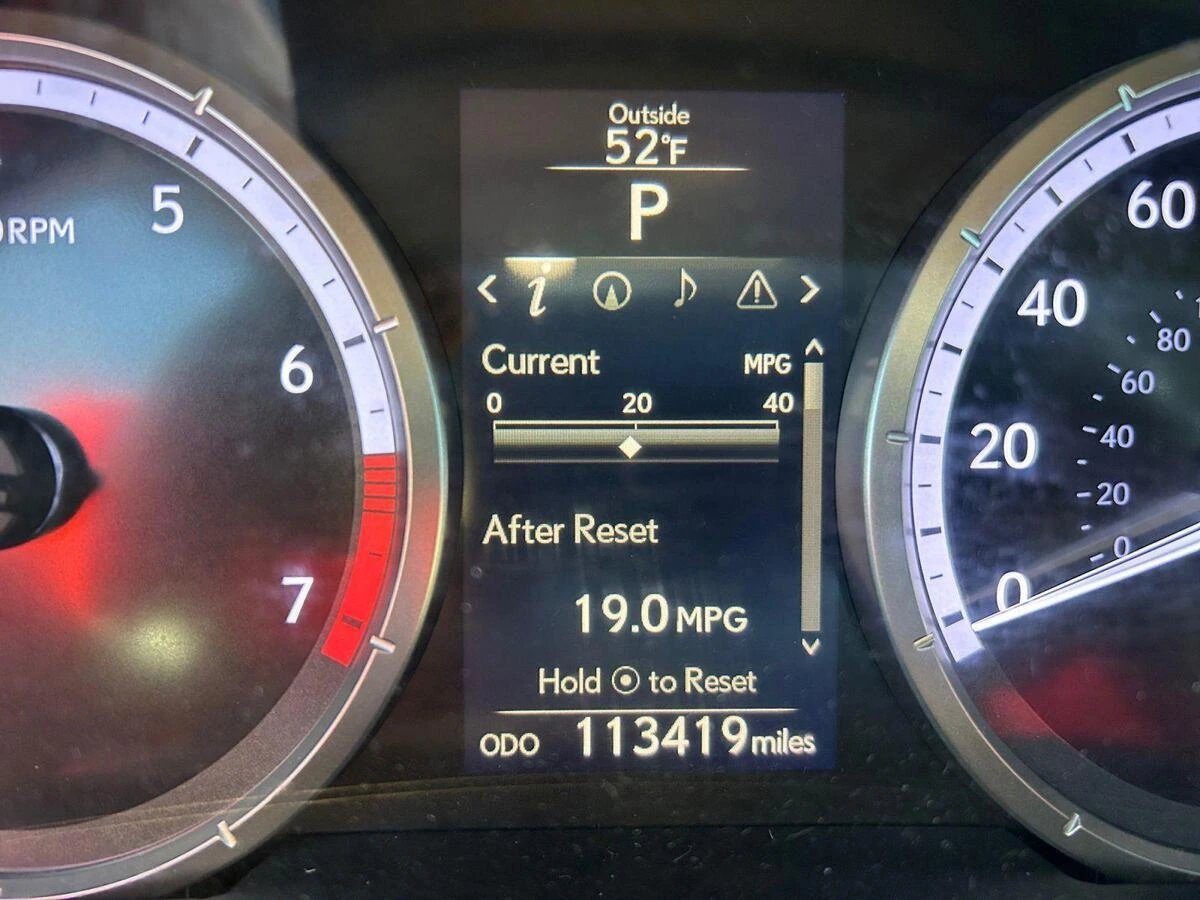 Outside
52°F
P
i
Current MPG
0 20 40
After Reset
19.0 MPG
Hold to Reset
ODO 113419 miles
5
RPM
6
7
60
40
20
0
80
60
40
20
0